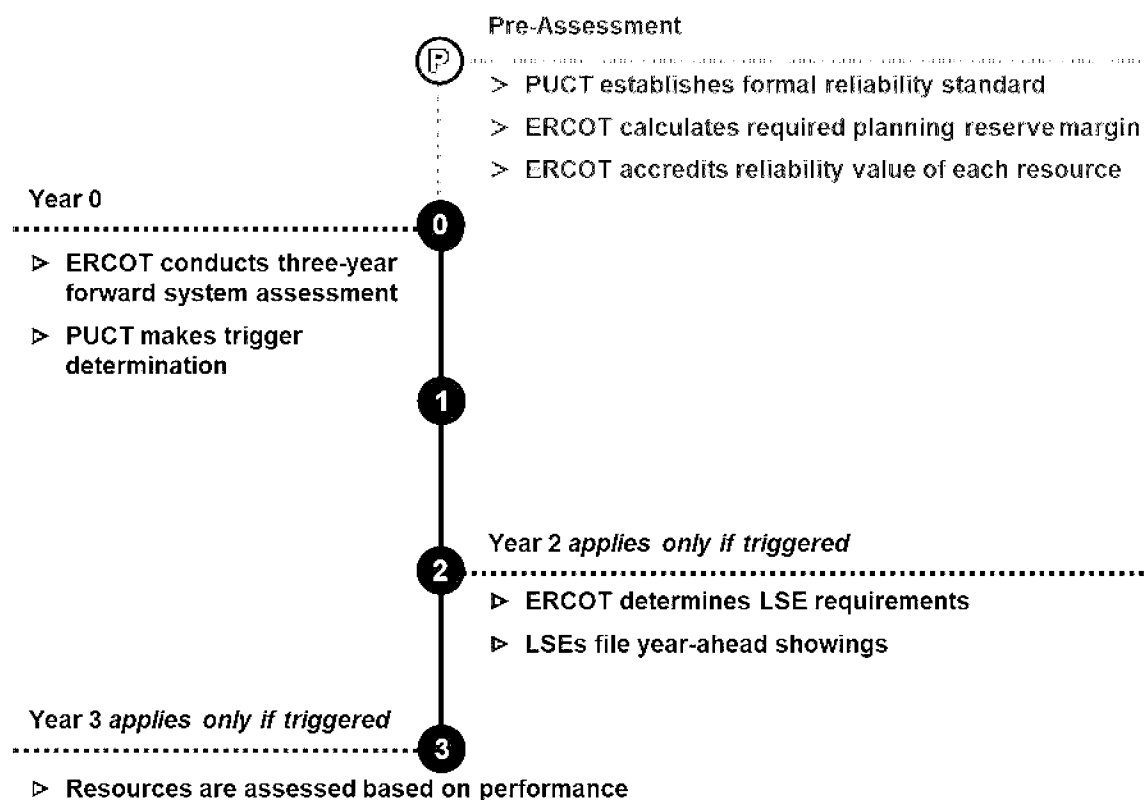 Pre-Assessment
P
> PUCT establishes formal reliability standard
> ERCOT calculates required planning reserve margin
> ERCOT accredits reliability value of each resource
Year 0
0
ERCOT conducts three-year
forward system assessment
PUCT makes trigger
determination
1
Year 2 applies only if triggered
2
ERCOT determines LSE requirements
LSEs file year-ahead showings
Year 3 applies only if triggered
3
Resources are assessed based on performance